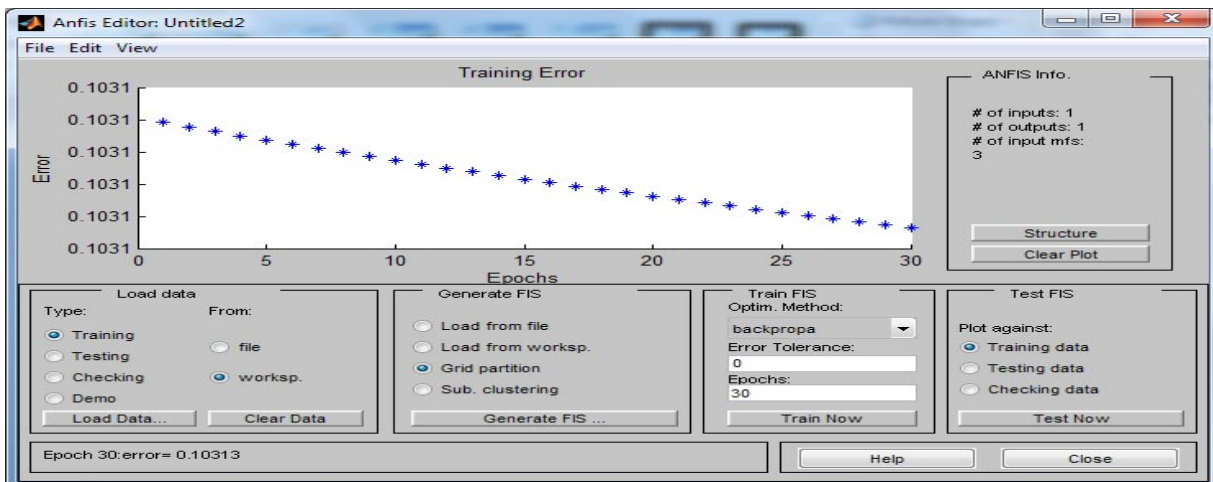 Anfis Editor: Untitled2
File Edit View
Training Error
0.1031
0.1031
0.1031
0.1031
0.1031
0.1031
Error
0 5 10 15 20 25 30
Epochs
ANFIS Info.
# of inputs: 1
# of outputs: 1
# of input mfs:
3
Structure
Clear Plot
Load data
Type:
From:
Training
Testing
Checking
Demo
file
worksp.
Load Data...
Clear Data
Generate FIS
Load from file
Load from worksp.
Grid partition
Sub. clustering
Generate FIS ...
Train FIS
Optim. Method:
backpropa
Error Tolerance:
0
Epochs:
30
Train Now
Test FIS
Plot against:
Training data
Testing data
Checking data
Test Now
Epoch 30:error= 0.10313
Help
Close